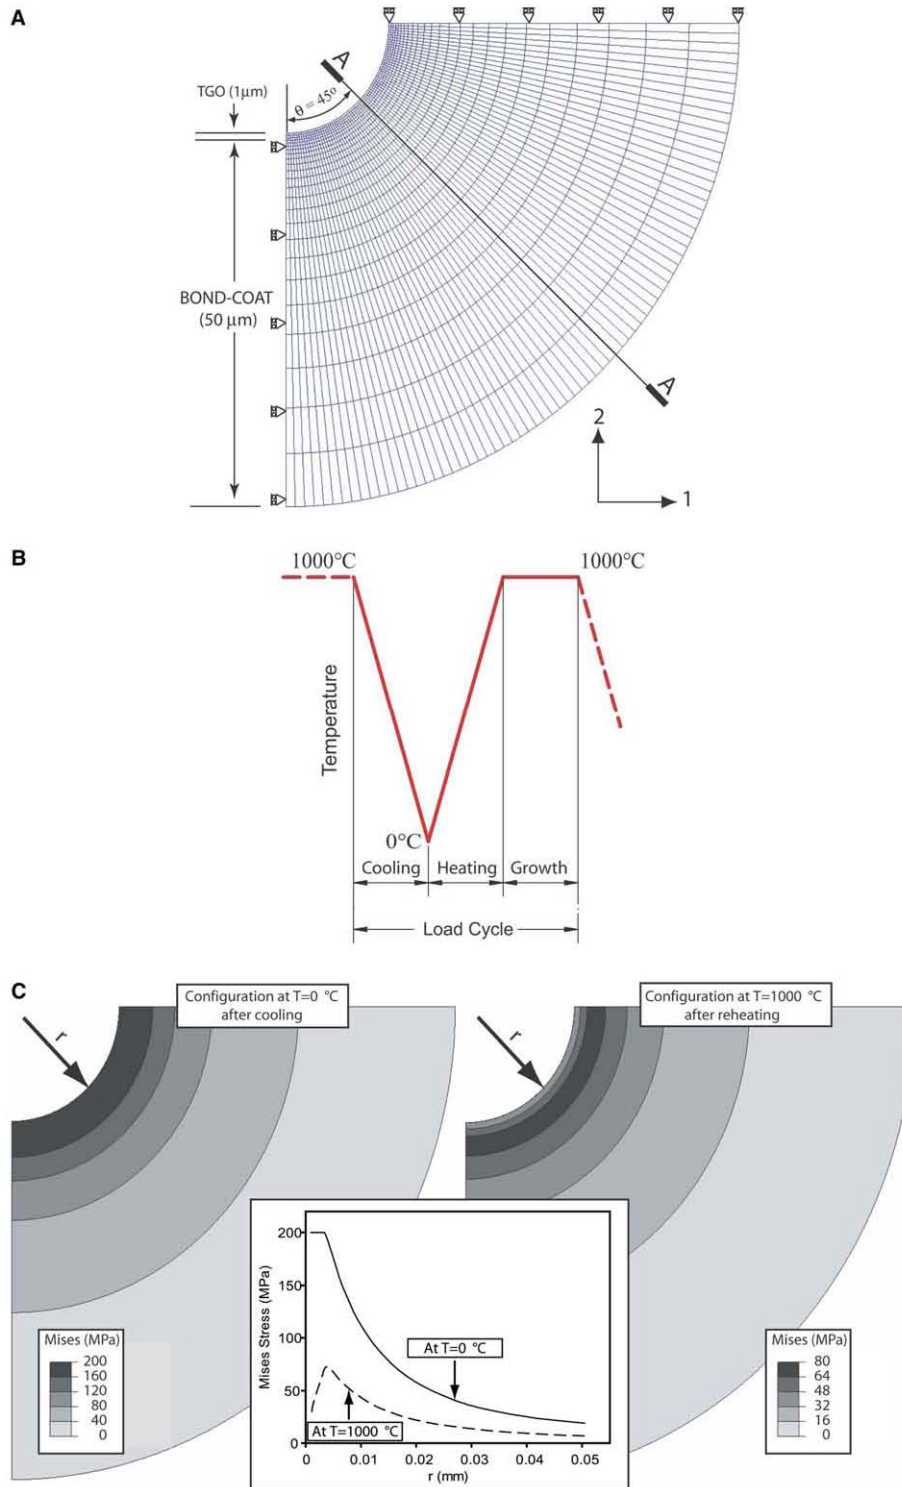 A
TGO (1μm)
θ = 45°
A
BOND-COAT
(50 μm)
A
2
1
B
1000°C
1000°C
Temperature
0°C
Cooling
Heating
Growth
Load Cycle
C
Configuration at T=0 °C
after cooling
Configuration at T=1000 °C
after reheating
r
r
Mises (MPa)
200
160
120
80
40
0
Mises Stress (MPa)
200
150
100
50
0
At T=0 °C
At T=1000 °C
0
0.01
0.02
0.03
0.04
0.05
r (mm)
Mises (MPa)
80
64
48
32
16
0